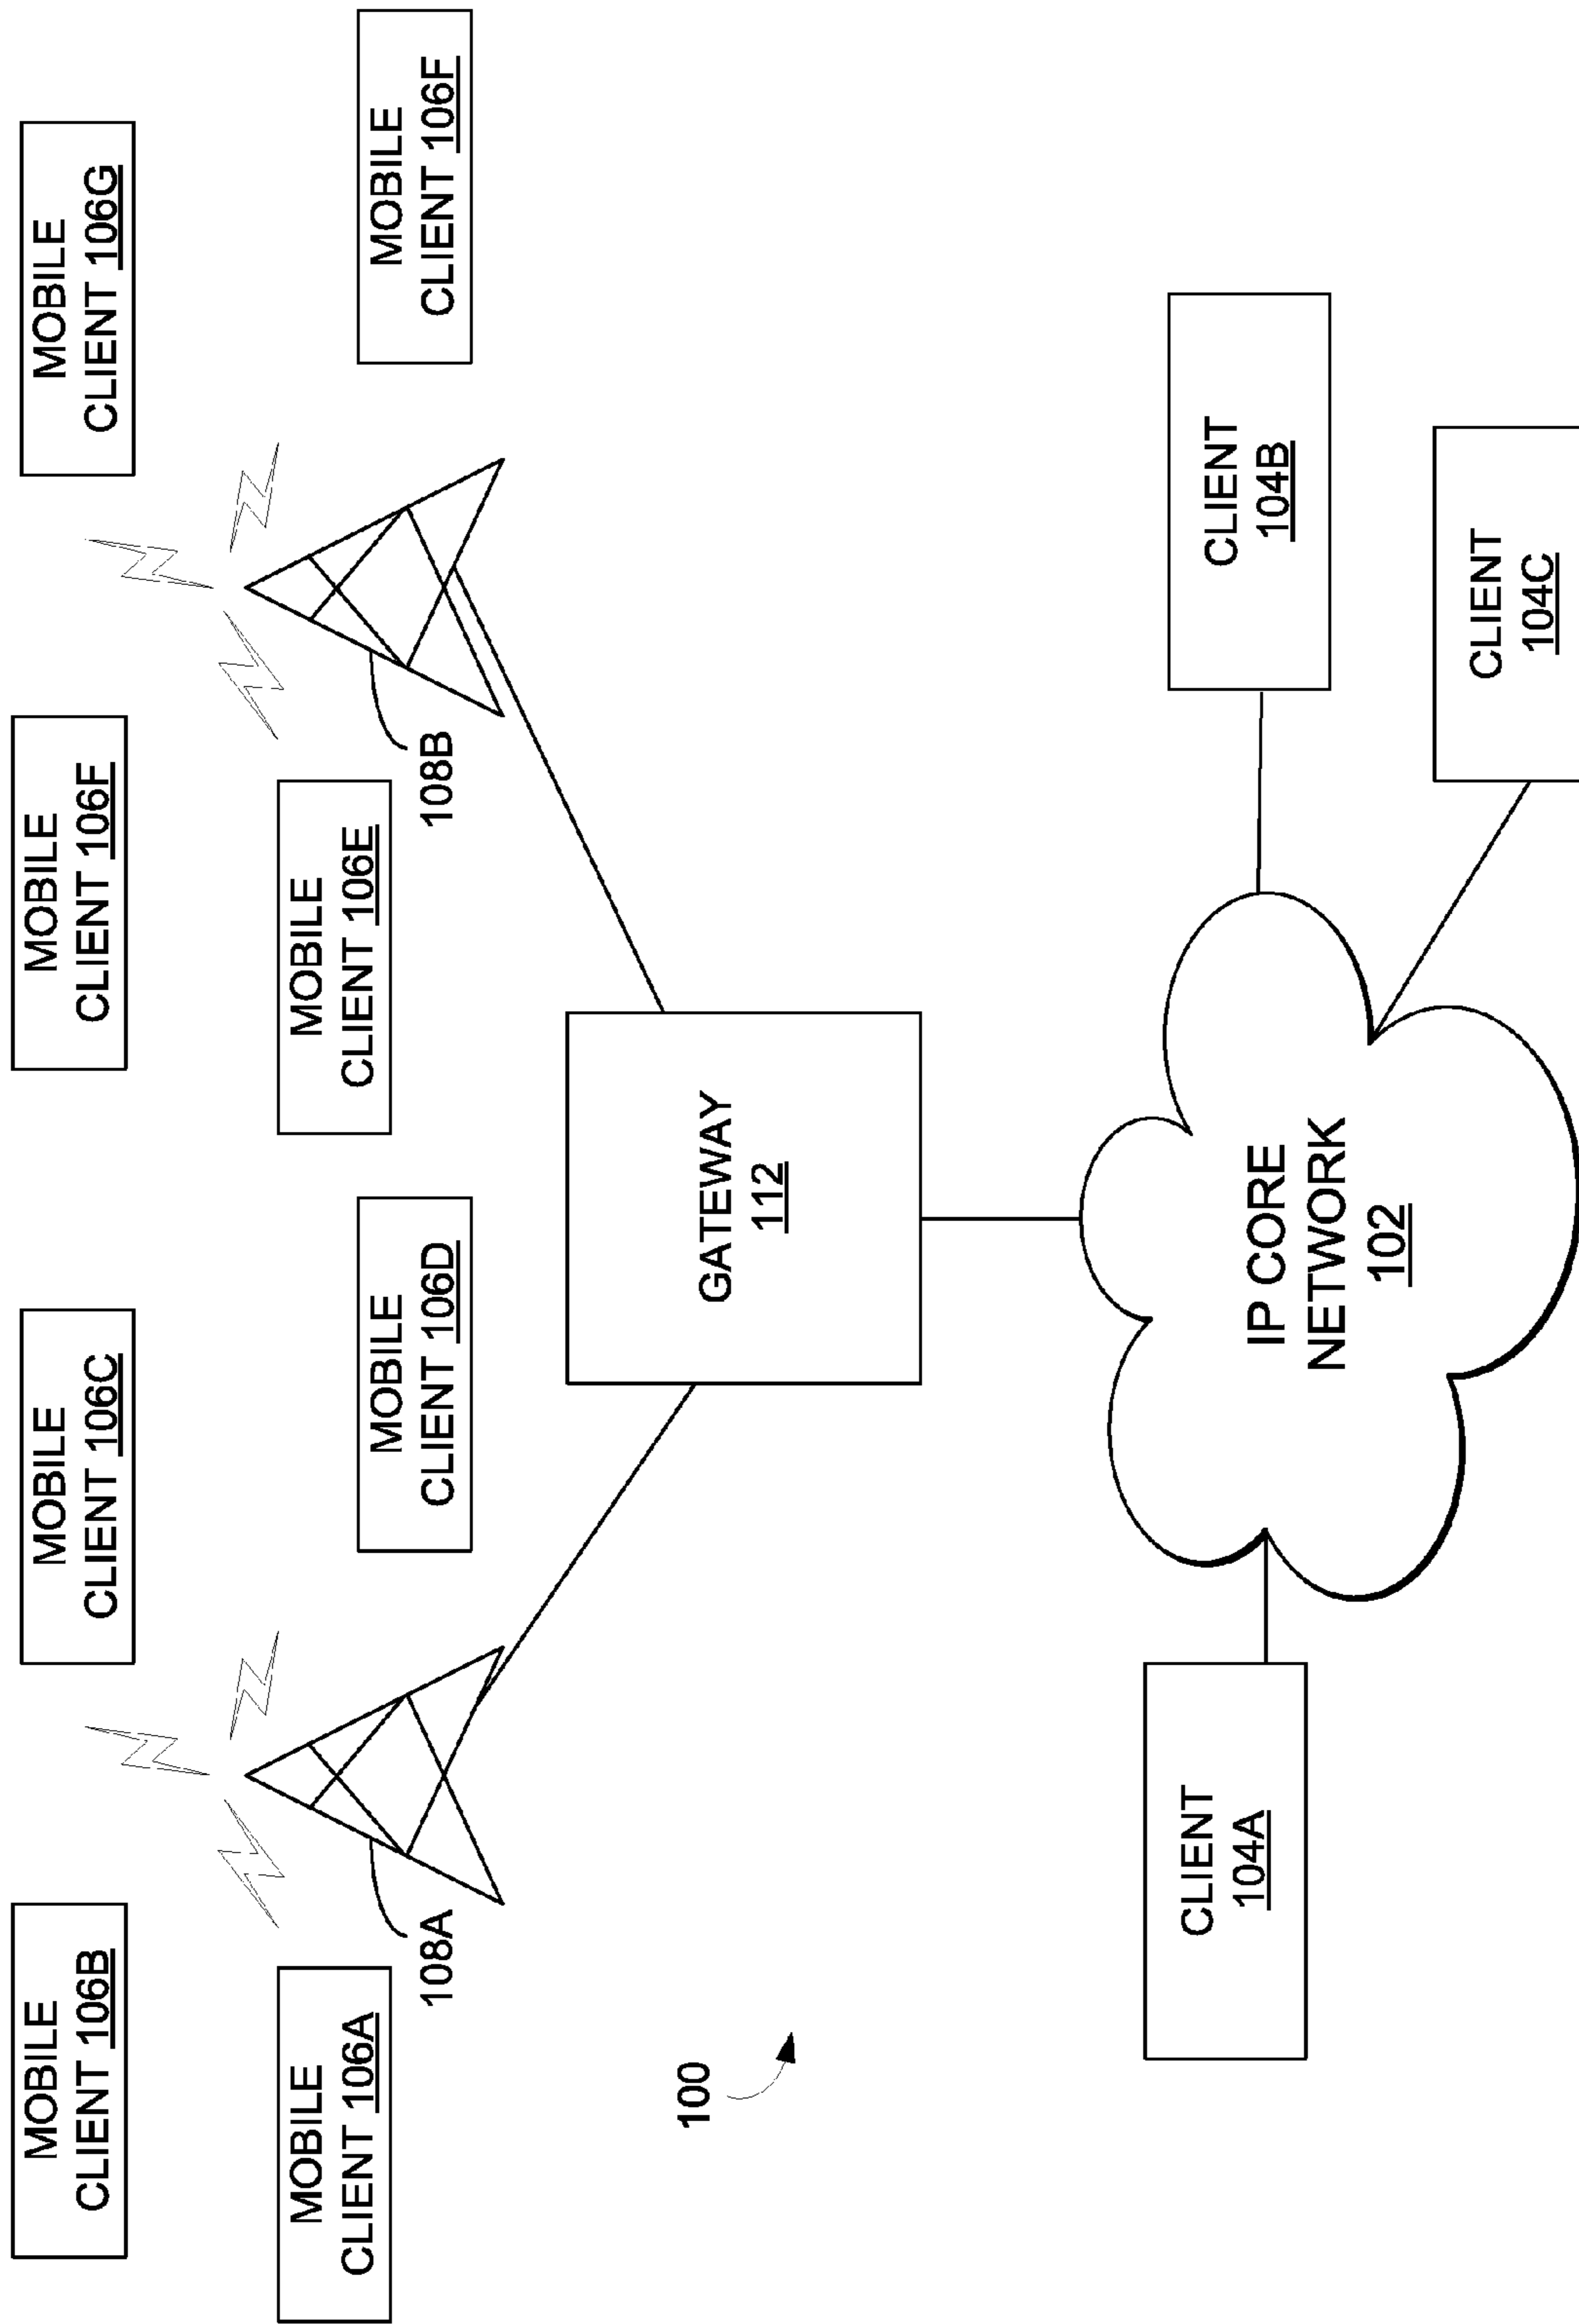 MOBILE
CLIENT 106B
MOBILE
CLIENT 106C
MOBILE
CLIENT 106F
MOBILE
CLIENT 106G
MOBILE
CLIENT 106A
MOBILE
CLIENT 106D
MOBILE
CLIENT 106E
MOBILE
CLIENT 106F
108A
108B
100
GATEWAY
112
CLIENT
104A
IP CORE
NETWORK
102
CLIENT
104B
CLIENT
104C